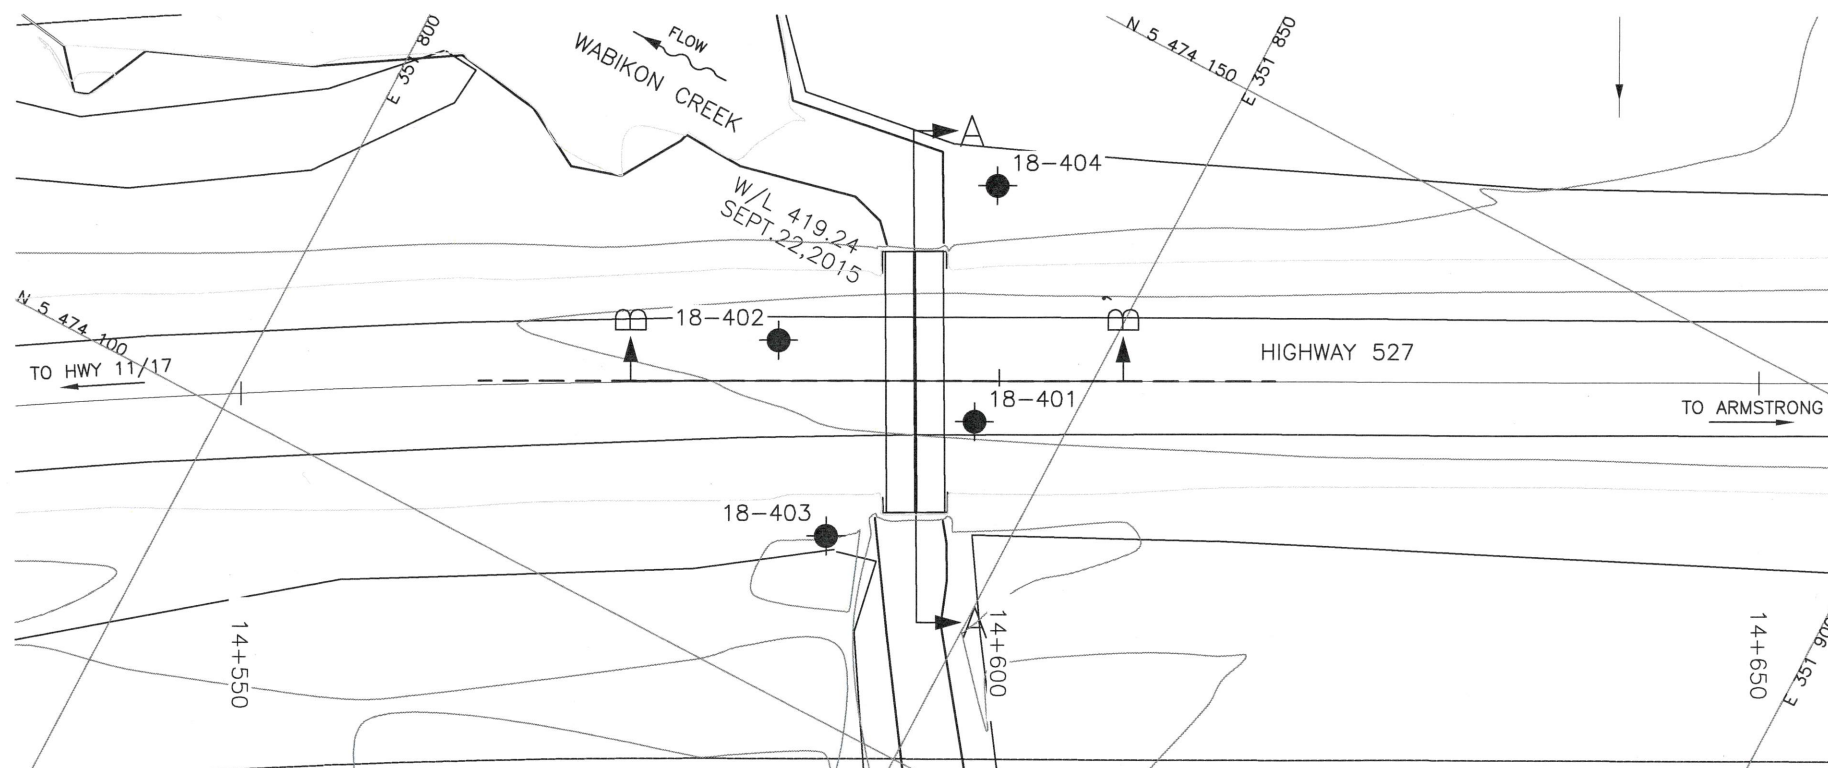 E 351 800
FLOW
WABIKON CREEK
N 5 474 150
E 351 850
A
18-404
W/L 419.24
SEPT.22,2015
N 5 474 100
B
18-402
B'
HIGHWAY 527
TO HWY 11/17
18-401
TO ARMSTRONG
18-403
A
14+550
14+600
14+650
E 351 900